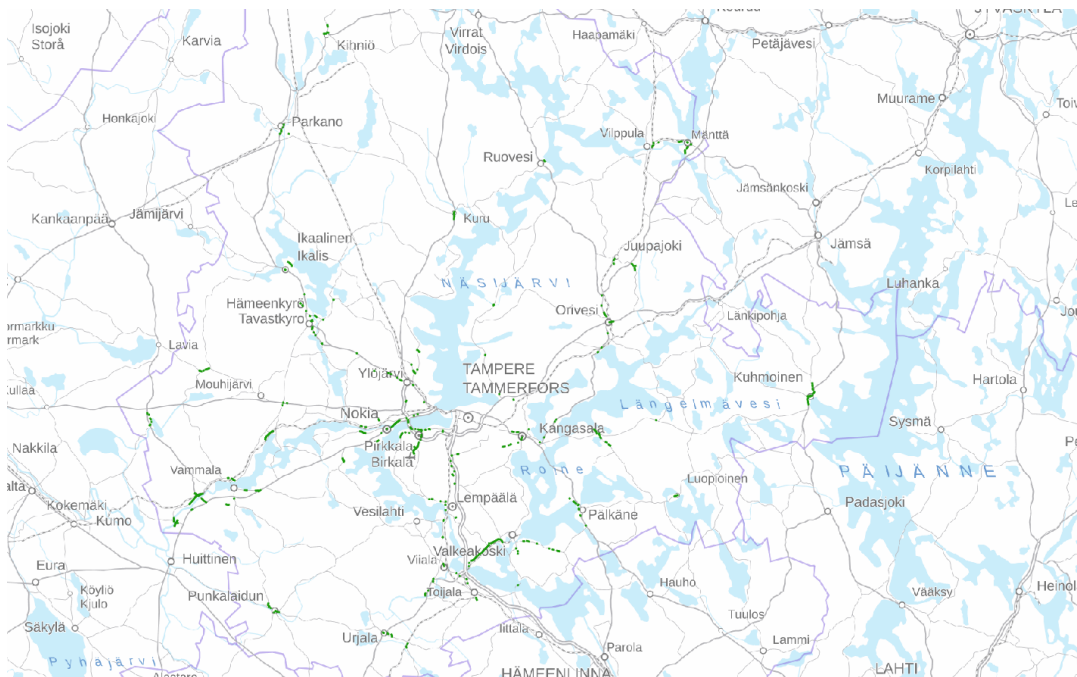 Isojoki
Storå
Karvia
Kihniö
Virrat
Virdois
Haapamäki
Petäjävesi
Muurame
Honkajoki
Parkano
Vilppula
Mänttä
Ruovesi
Korpilahti
Jämsänkoski
Kankaanpää
Jämijärvi
Kuru
Ikaalinen
Ikalis
Juupajoki
Jämsä
NÄSIJÄRVI
Luhanka
Hämeenkyrö
Tavastkyro
Orivesi
Länkipohja
Lavia
TAMPERE
TAMMERFORS
Ylöjärvi
Mouhijärvi
Kuhmoinen
Hartola
Längelmävesi
Nokia
Kangasala
Sysmä
Pirkkala
Birkala
Nakkila
Roine
PÄIJÄNNE
Vammala
Luopioinen
Kokemäki
Kumo
Lempäälä
Vesilahti
Pälkäne
Padasjoki
Valkeakoski
Viiala
Huittinen
Eura
Hauho
Köyliö
Kjulo
Punkalaidun
Toijala
Vääksy
Tuulos
Säkylä
Urjala
Iittala
Lammi
Parola
Pyhäjärvi
LAHTI
HÄMEENLINNA